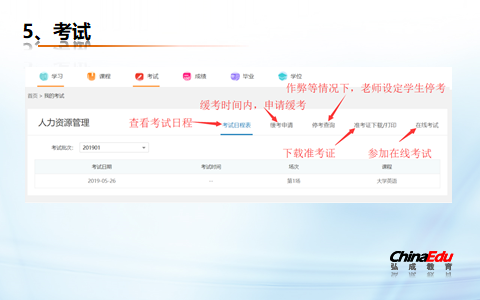 5、考试
学习 课程 考试 成绩 毕业 学位
首页 > 我的考试
作弊等情况下，老师设定学生停考
缓考时间内，申请缓考
查看考试日程
人力资源管理
考试日程表 缓考申请 停考查询 准考证下载/打印 在线考试
下载准考证 参加在线考试
考试批次： 201901
考试日期 考试时间 场次 课程
2019-05-26 -- 第1场 大学英语
ChinaEdu
弘成教育